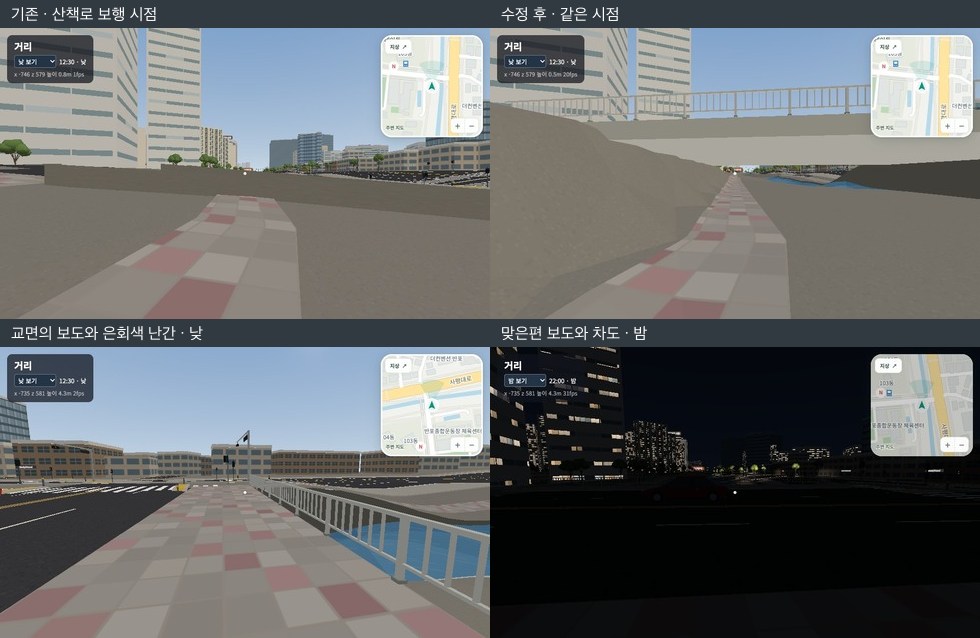 기존 · 산책로 보행 시점
거리
낮 보기 12:30 · 낮
x -746 z 579 높이 0.8m 1fps
지상 ↗
주변 지도
+ −
수정 후 · 같은 시점
거리
낮 보기 12:30 · 낮
x -746 z 579 높이 0.5m 20fps
지상 ↗
주변 지도
+ −
교면의 보도와 은회색 난간 · 낮
거리
낮 보기 12:30 · 낮
x -735 z 581 높이 4.3m 2fps
지상 ↗
사평대로
103동
주변 지도
+ −
맞은편 보도와 차도 · 밤
거리
밤 보기 22:00 · 밤
x -735 z 581 높이 4.3m 31fps
지상 ↗
103동
주변 지도
+ −